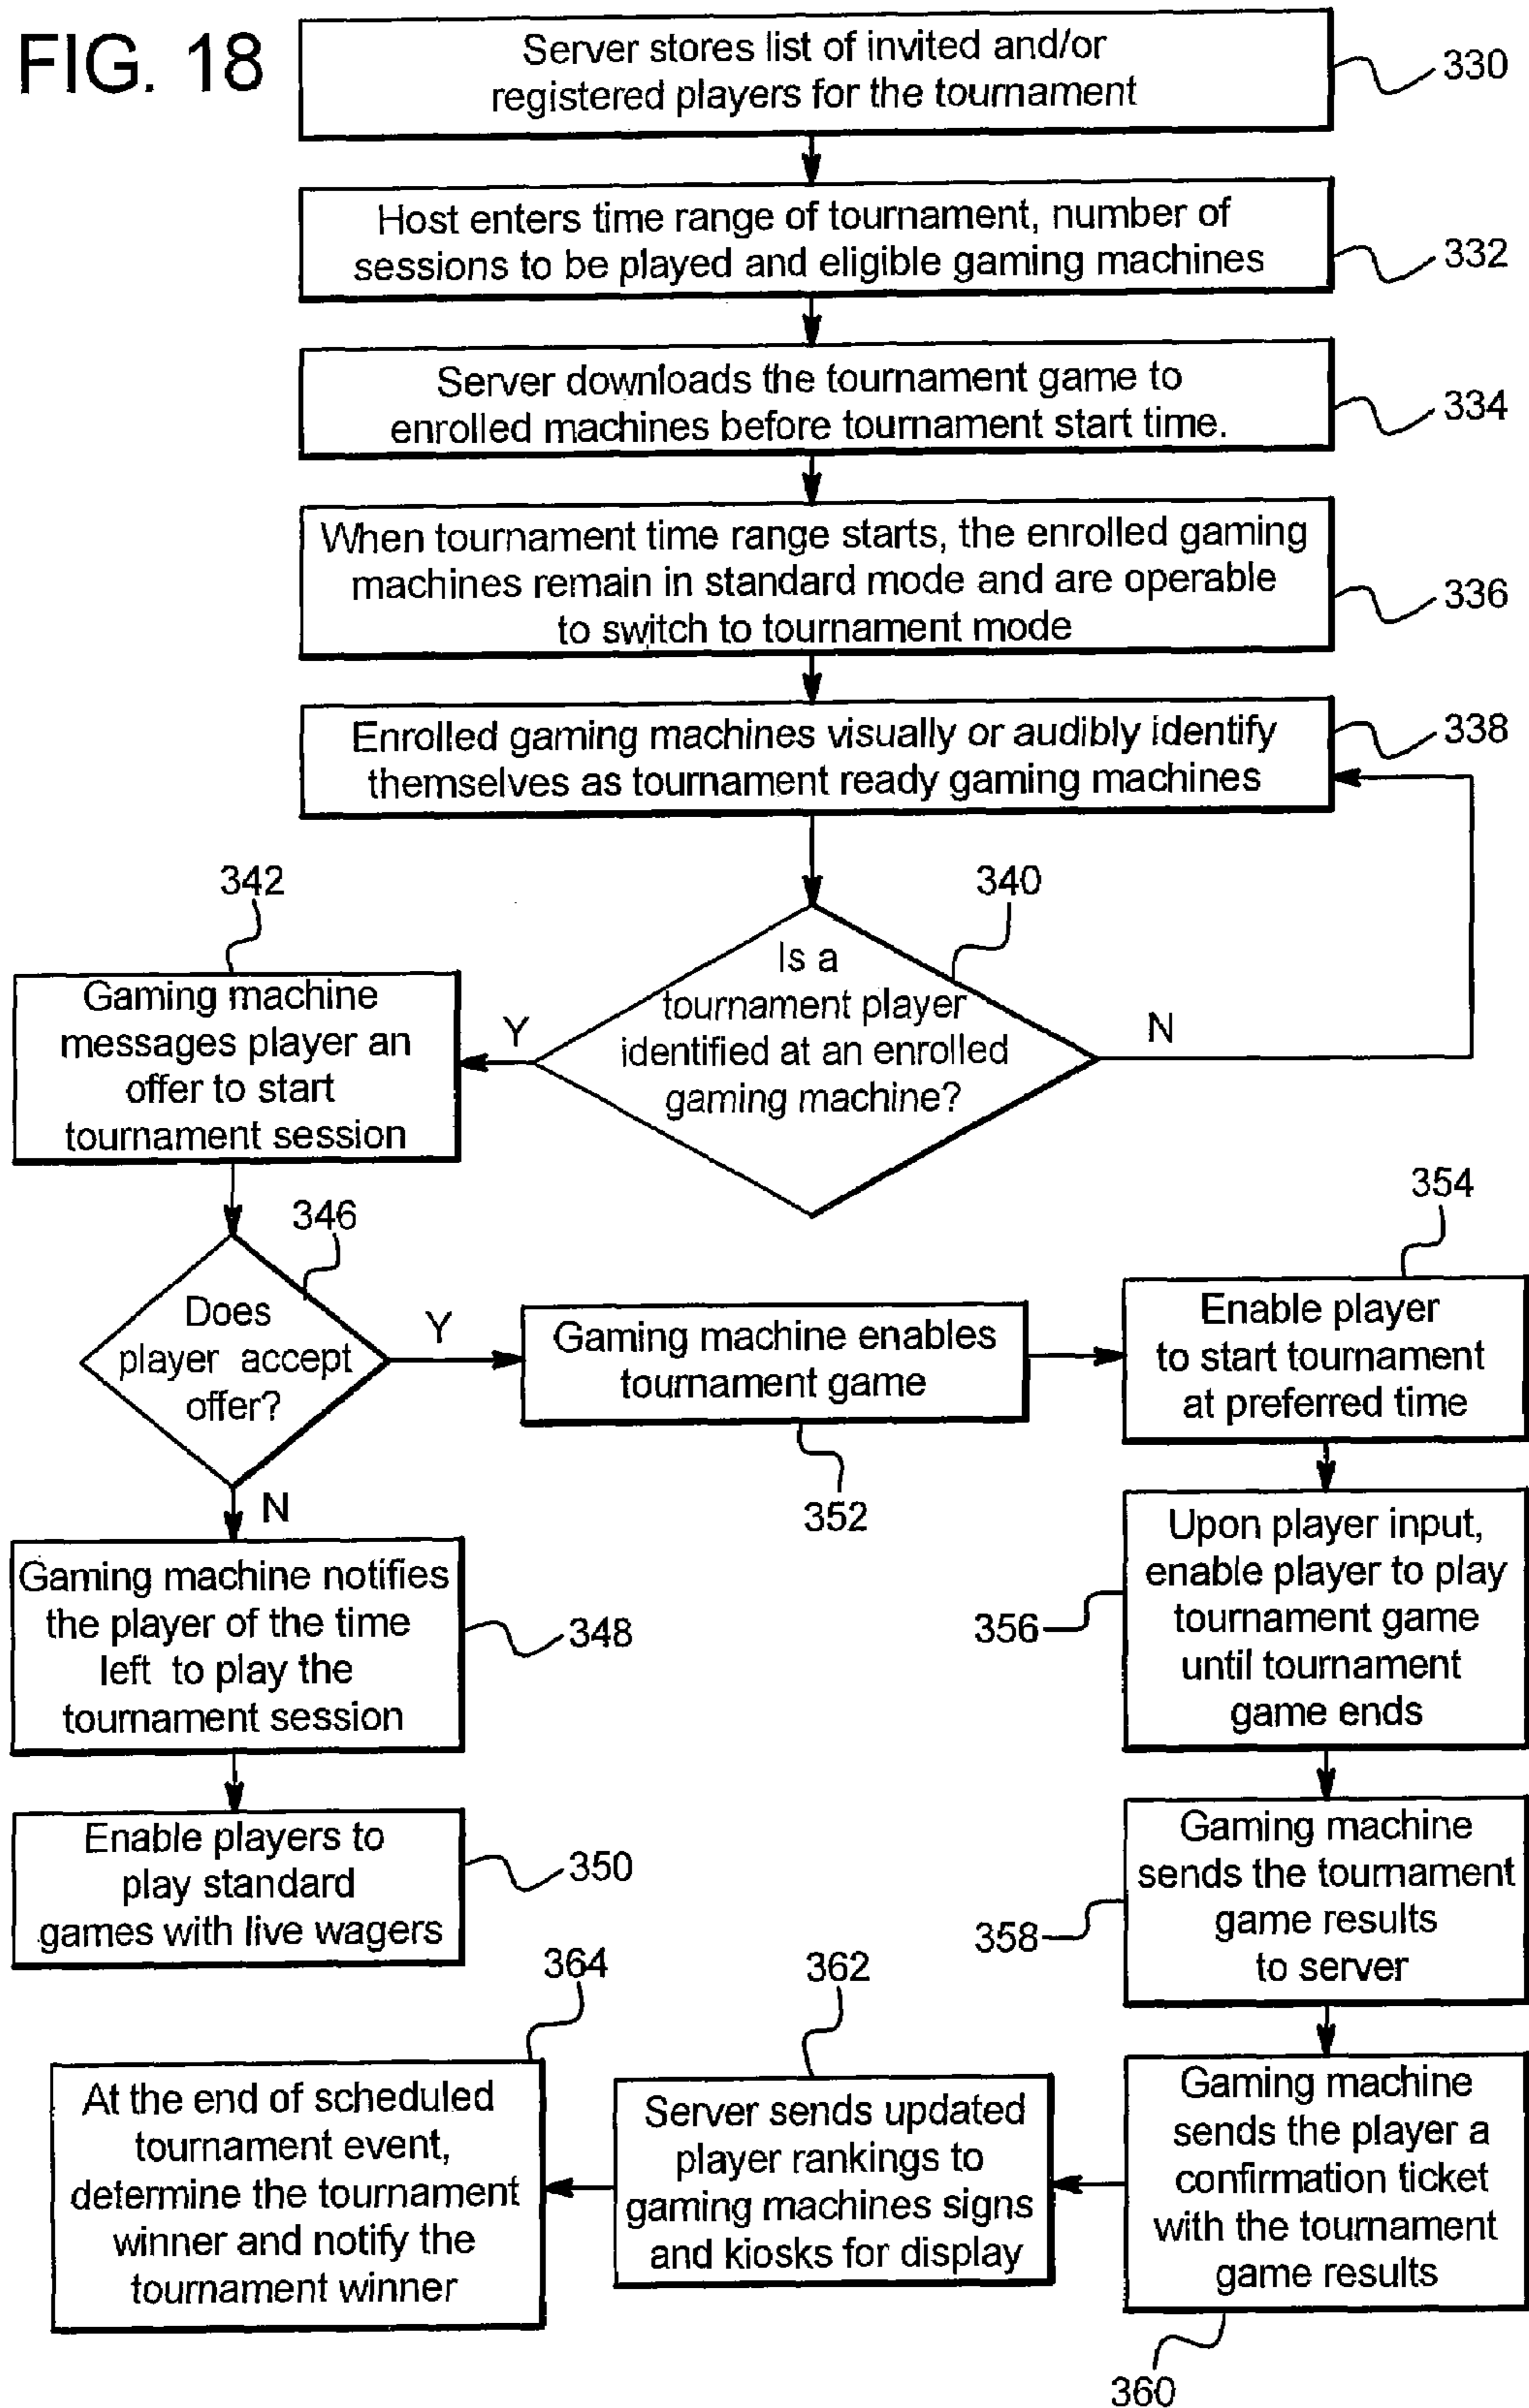 FIG. 18
Server stores list of invited and/or
registered players for the tournament
330
Host enters time range of tournament, number of
sessions to be played and eligible gaming machines
332
Server downloads the tournament game to
enrolled machines before tournament start time.
334
When tournament time range starts, the enrolled gaming
machines remain in standard mode and are operable
to switch to tournament mode
336
Enrolled gaming machines visually or audibly identify
themselves as tournament ready gaming machines
338
340
Is a
tournament player
identified at an enrolled
gaming machine?
Y
N
342
Gaming machine
messages player an
offer to start
tournament session
346
Does
player accept
offer?
Y
N
Gaming machine notifies
the player of the time
left to play the
tournament session
348
Enable players to
play standard
games with live wagers
350
Gaming machine enables
tournament game
352
354
Enable player
to start tournament
at preferred time
Upon player input,
enable player to play
tournament game
until tournament
game ends
356
Gaming machine
sends the tournament
game results
to server
358
Gaming machine
sends the player a
confirmation ticket
with the tournament
game results
360
362
Server sends updated
player rankings to
gaming machines signs
and kiosks for display
364
At the end of scheduled
tournament event,
determine the tournament
winner and notify the
tournament winner